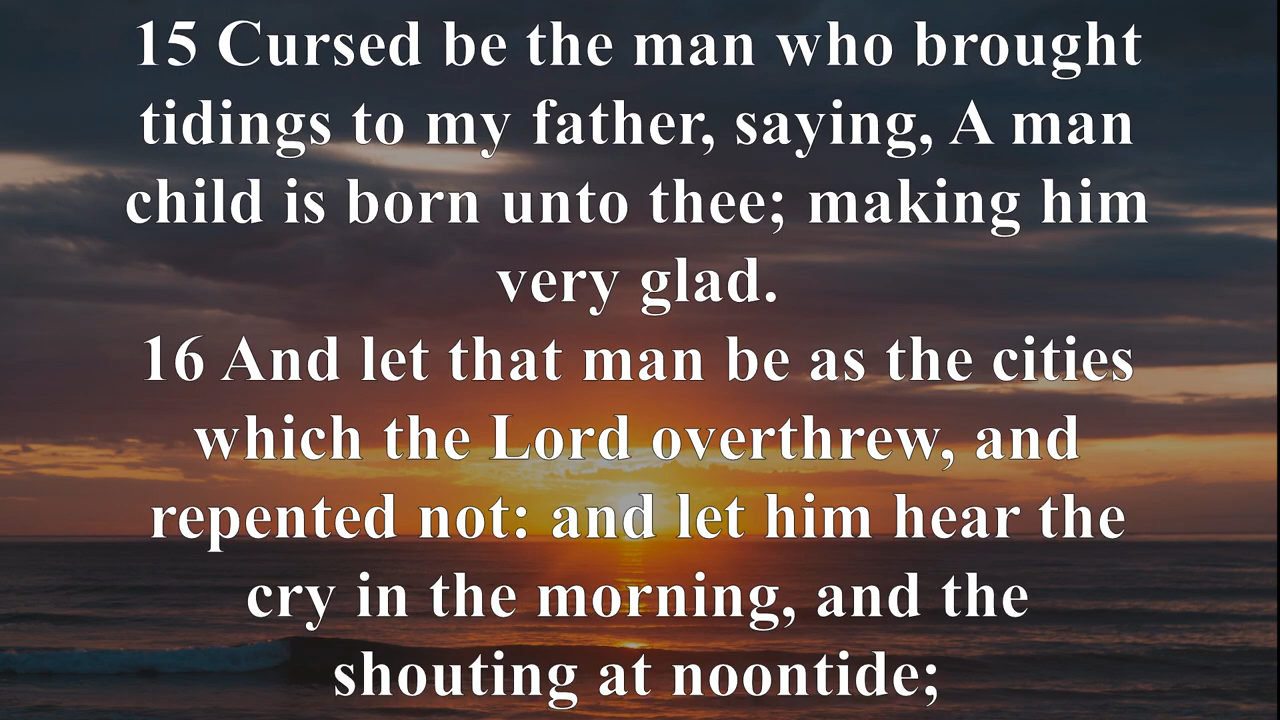 15 Cursed be the man who brought
tidings to my father, saying, A man
child is born unto thee; making him
very glad.
16 And let that man be as the cities
which the Lord overthrew, and
repented not: and let him hear the
cry in the morning, and the
shouting at noontide;